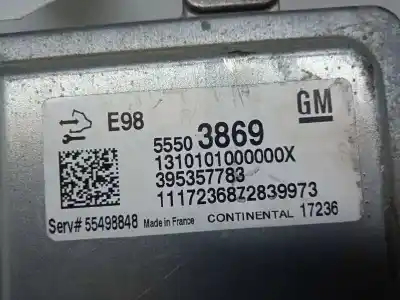 E98
GM
5550 3869
1310101000000X
395357783
11172368Z2839973
Serv# 55498848 Made in France CONTINENTAL 17236